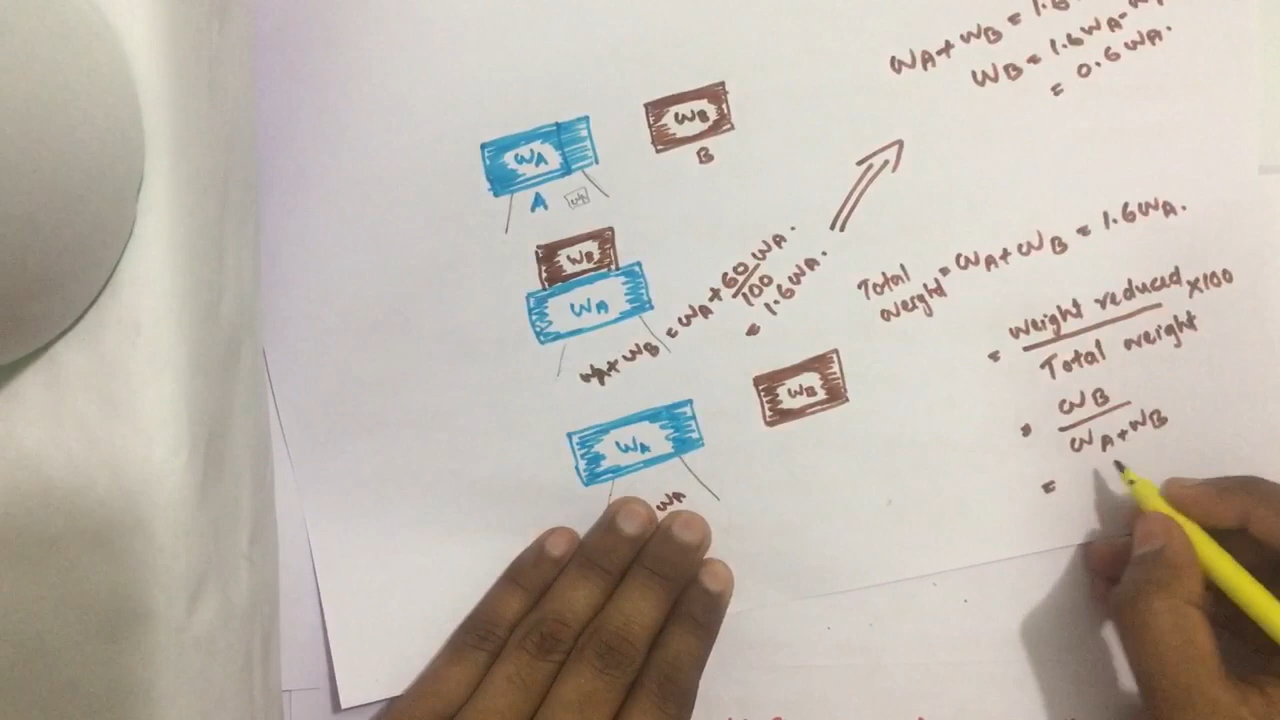 WA + WB = 1.6
WB = 1.6WA -
= 0.6WA.
WA
A
WA
WB
B
WB
WA
WA + WB = WA + 60/100 WA.
= 1.6WA.
Total weight = WA + WB = 1.6WA.
= Weight reduced / Total weight ×100
= WB / WA + WB
=
WA
WA
WB